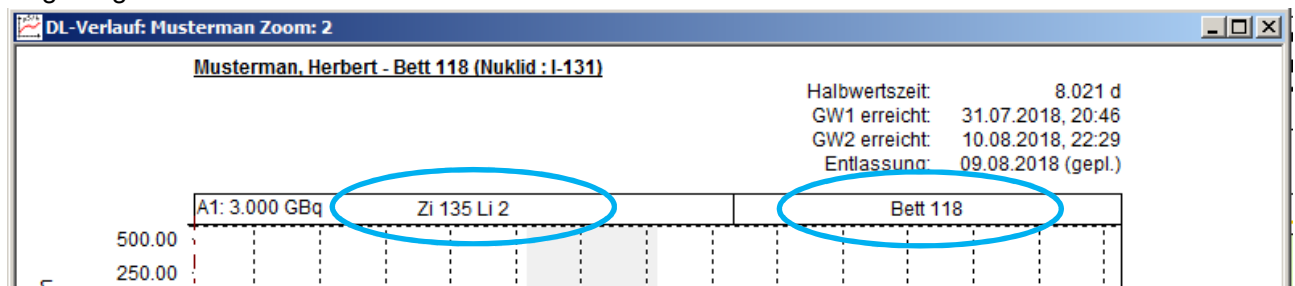 DL-Verlauf: Musterman Zoom: 2
Musterman, Herbert - Bett 118 (Nuklid : I-131)
Halbwertszeit: 8.021 d
GW1 erreicht: 31.07.2018, 20:46
GW2 erreicht: 10.08.2018, 22:29
Entlassung: 09.08.2018 (gepl.)
A1: 3.000 GBq Zi 135 Li 2 Bett 118
500.00
250.00